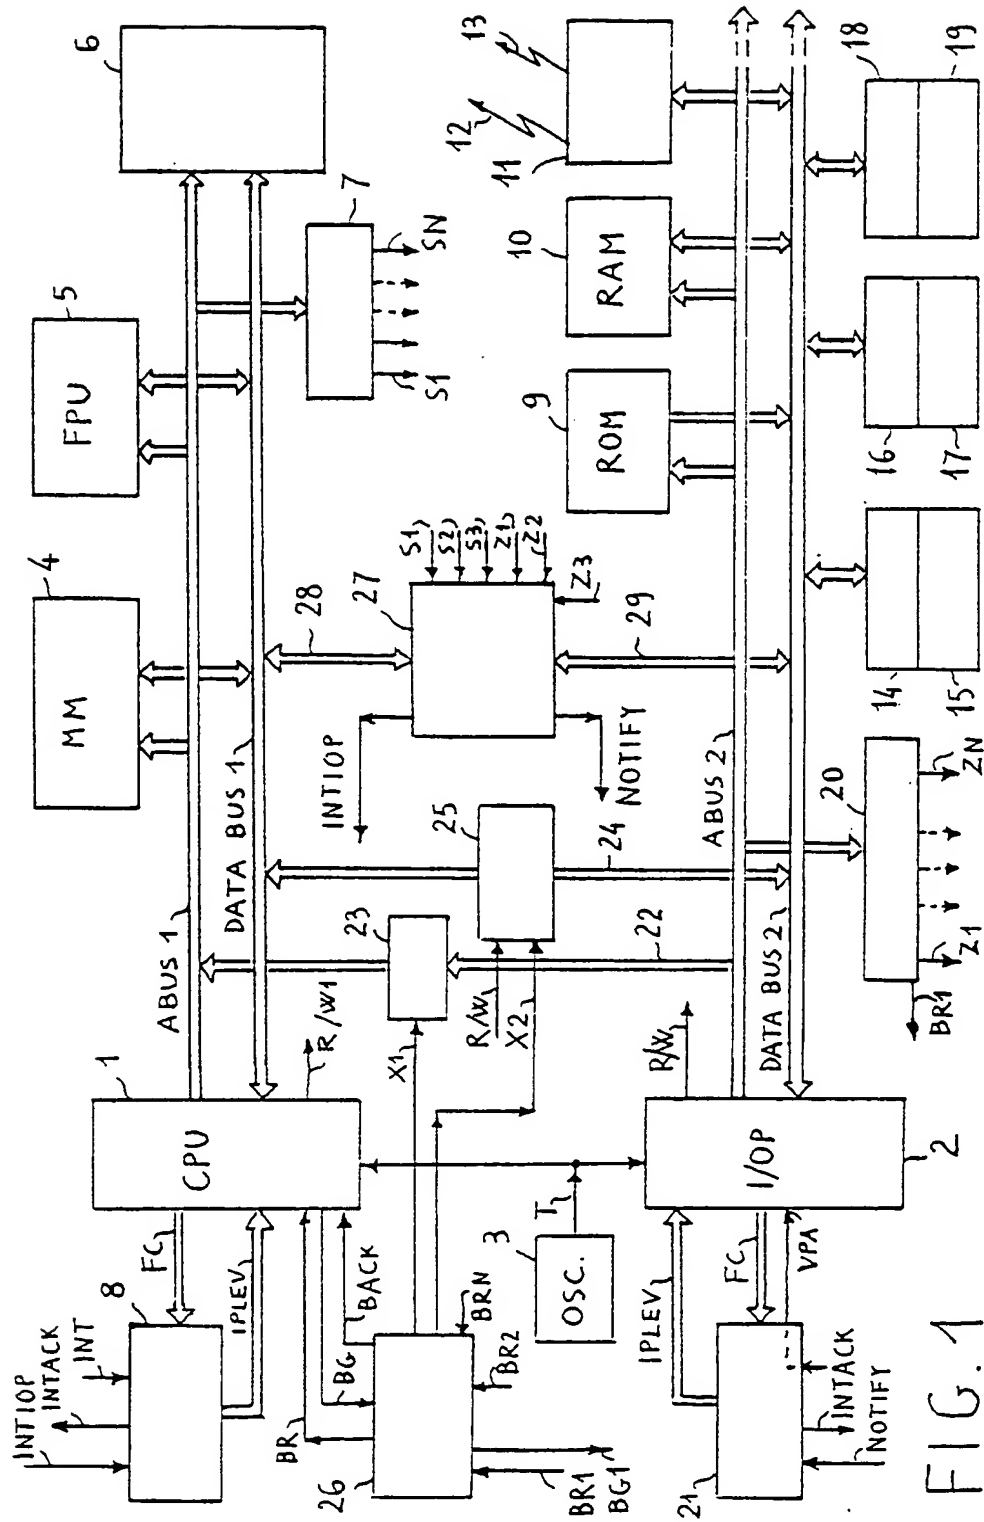 INTIOP
INTACK
INT
8
FC
IPLEV
1
CPU
ABUS 1
DATA BUS 1
4
MM
5
FPU
6
7
S1
SN
BR
BG
BACK
R/W1
26
BR1
BG1
BR2
BRN
X1
23
R/W
X2
22
25
24
INTIOP
NOTIFY
28
27
29
S1
S2
S3
Z1
Z2
Z3
3
OSC.
T
9
ROM
10
RAM
11
12
13
21
NOTIFY
INTACK
IPLEV
FC
VPA
I/OP
2
R/W
ABUS 2
DATA BUS 2
BR1
Z1
ZN
20
14
15
16
17
18
19
FIG. 1